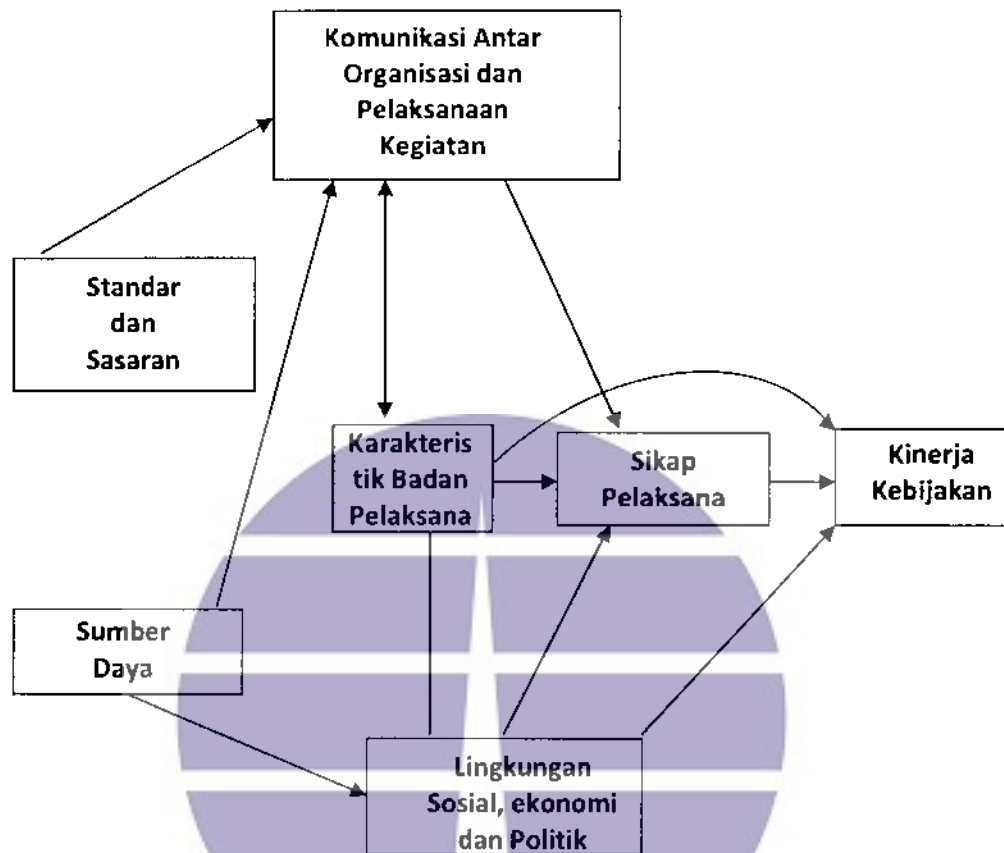 Komunikasi Antar
Organisasi dan
Pelaksanaan
Kegiatan
Standar
dan
Sasaran
Karakteris
tik Badan
Pelaksana
Sikap
Pelaksana
Kinerja
Kebijakan
Sumber
Daya
Lingkungan
Sosial, ekonomi
dan Politik